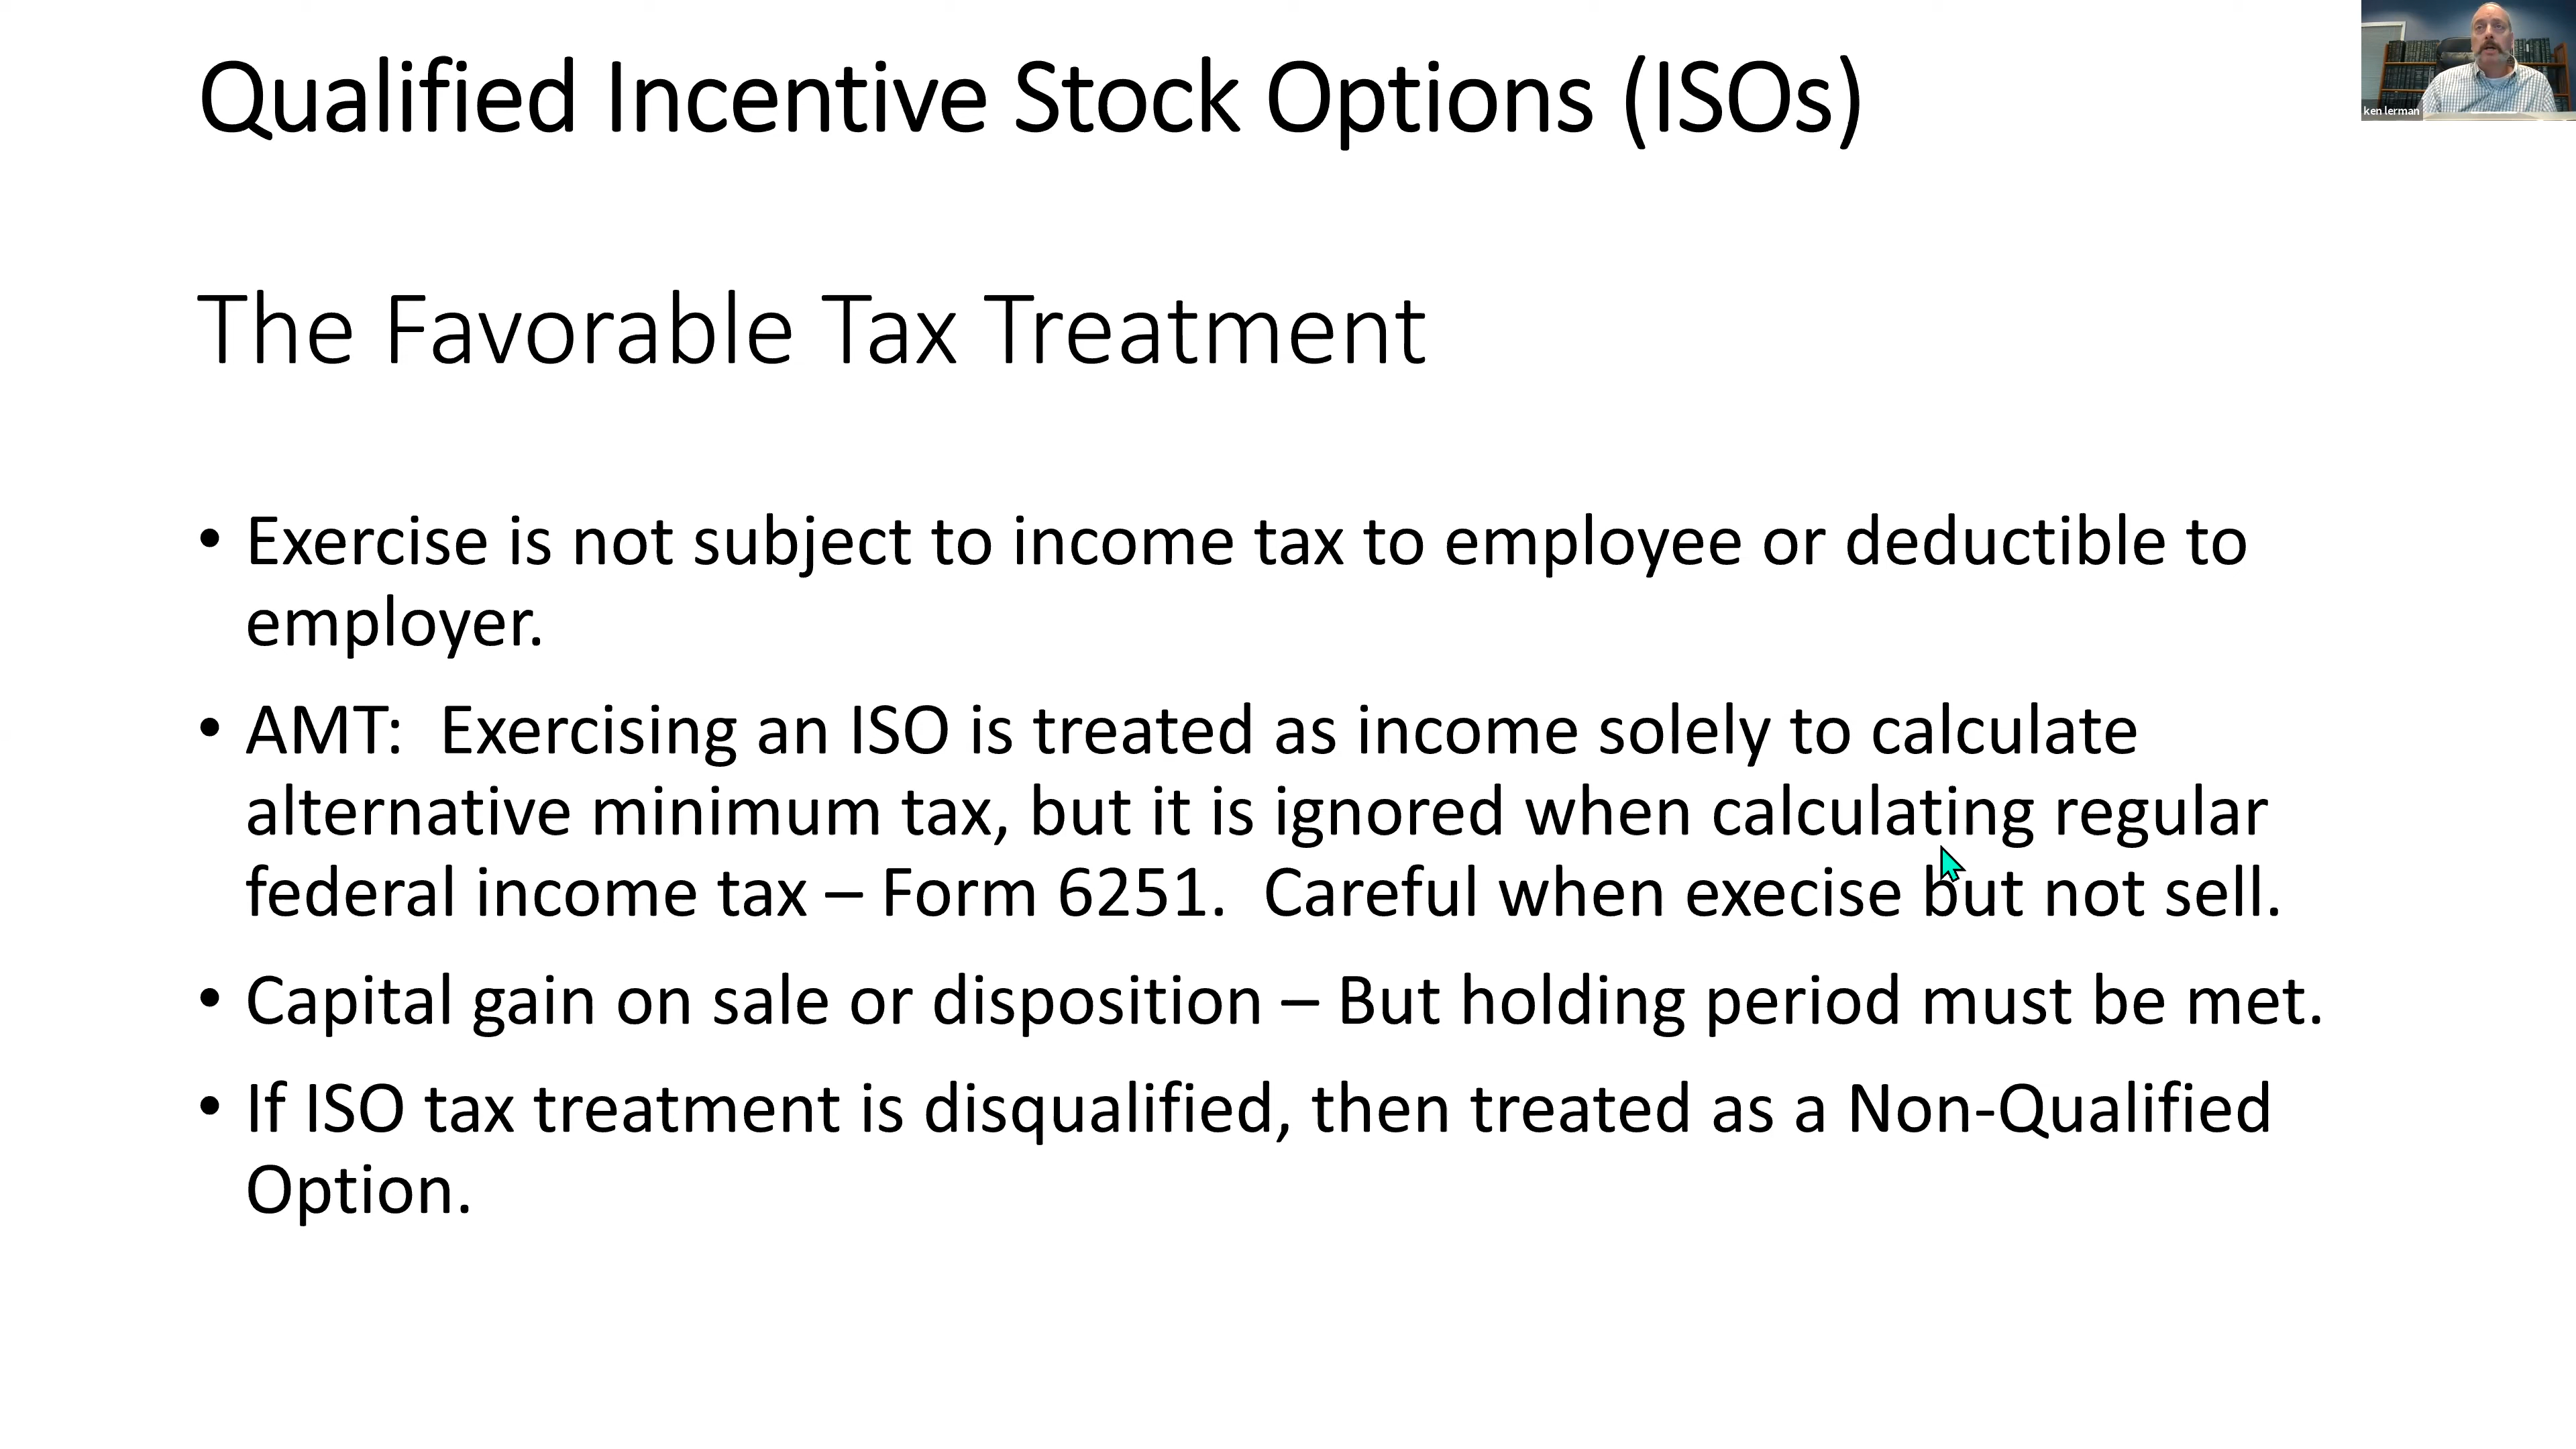 Qualified Incentive Stock Options (ISOs)
ken lerman
The Favorable Tax Treatment
• Exercise is not subject to income tax to employee or deductible to
employer.
• AMT:  Exercising an ISO is treated as income solely to calculate
alternative minimum tax, but it is ignored when calculating regular
federal income tax – Form 6251.  Careful when execise but not sell.
• Capital gain on sale or disposition – But holding period must be met.
• If ISO tax treatment is disqualified, then treated as a Non-Qualified
Option.